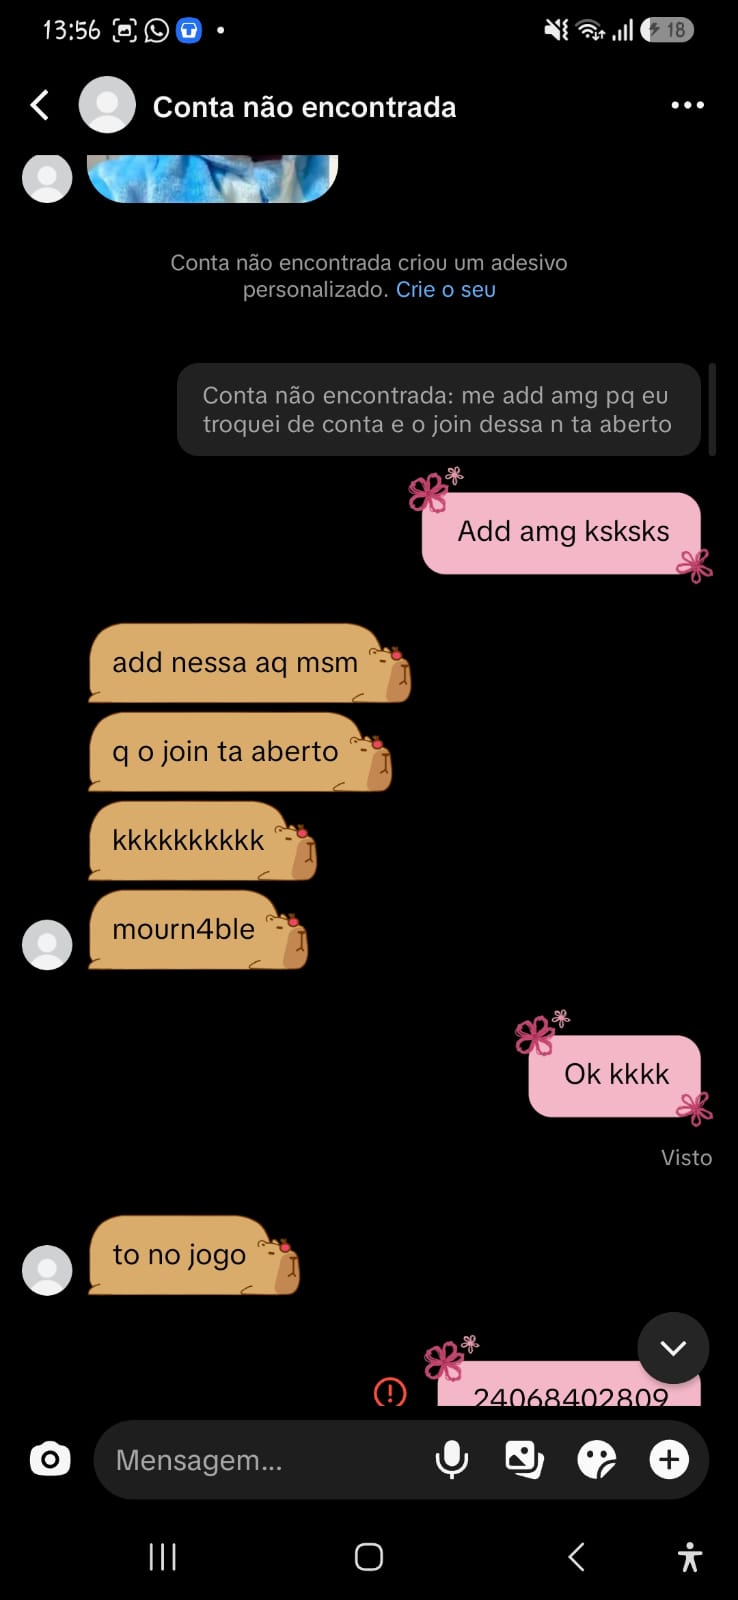 13:56
18
Conta não encontrada
Conta não encontrada criou um adesivo
personalizado. Crie o seu
Conta não encontrada: me add amg pq eu
troquei de conta e o join dessa n ta aberto
Add amg ksksks
add nessa aq msm
q o join ta aberto
kkkkkkkkkk
mourn4ble
Ok kkkk
Visto
to no jogo
24068402809
Mensagem...